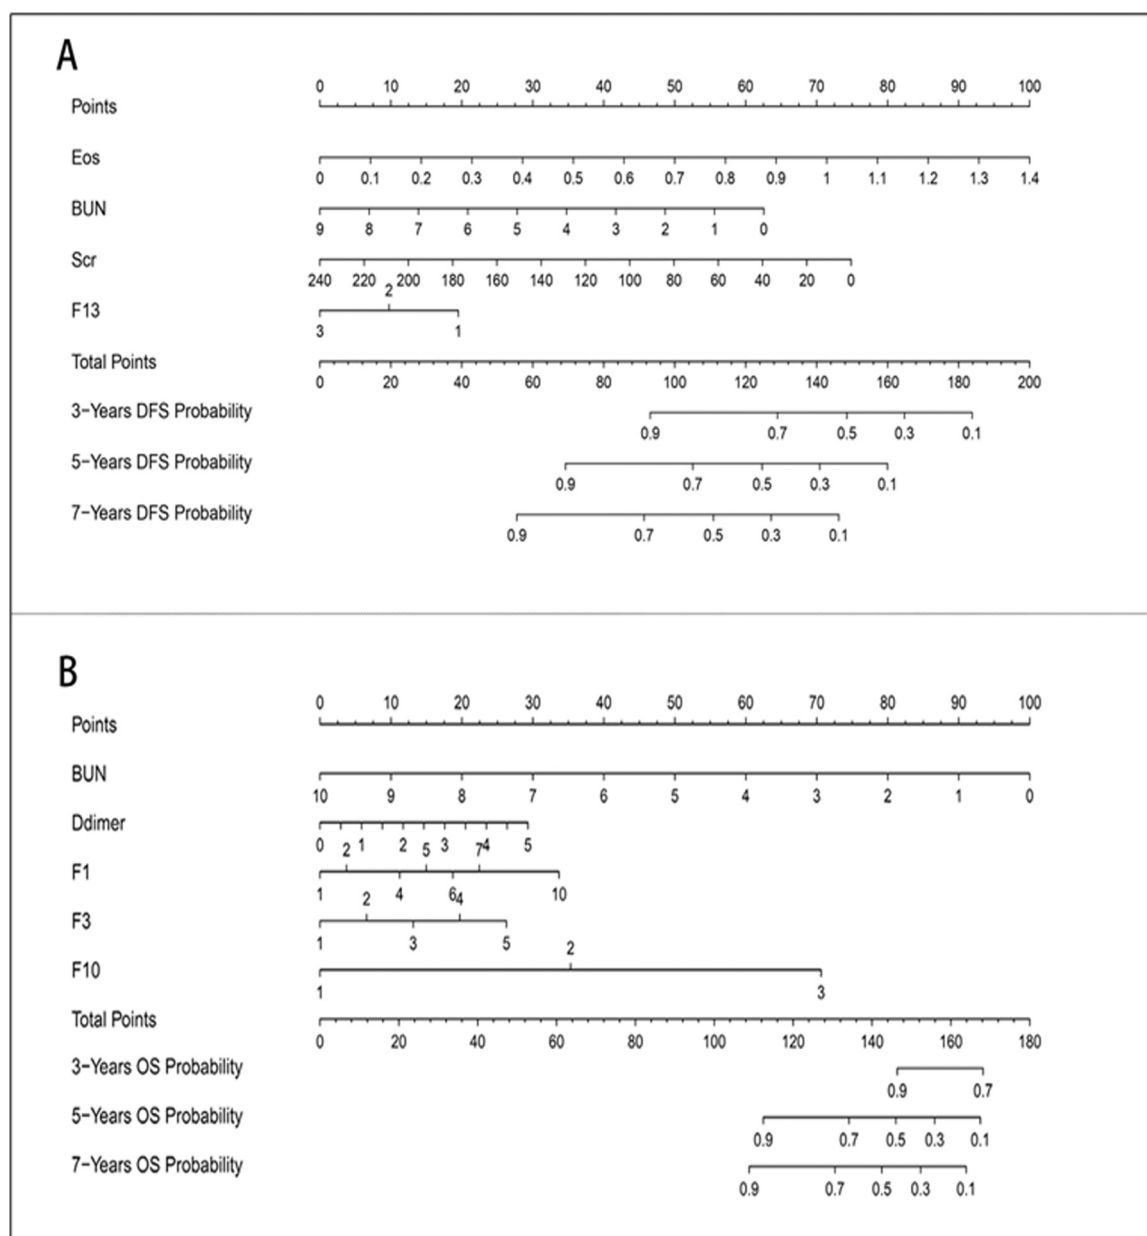 A
0 10 20 30 40 50 60 70 80 90 100
Points
Eos
0 0.1 0.2 0.3 0.4 0.5 0.6 0.7 0.8 0.9 1 1.1 1.2 1.3 1.4
BUN
9 8 7 6 5 4 3 2 1 0
Scr
240 220 200 180 160 140 120 100 80 60 40 20 0
2
F13
3 1
Total Points
0 20 40 60 80 100 120 140 160 180 200
3-Years DFS Probability
0.9 0.7 0.5 0.3 0.1
5-Years DFS Probability
0.9 0.7 0.5 0.3 0.1
7-Years DFS Probability
0.9 0.7 0.5 0.3 0.1
B
0 10 20 30 40 50 60 70 80 90 100
Points
BUN
10 9 8 7 6 5 4 3 2 1 0
Ddimer
0 1 2 3 4 5
2 5 7
F1
1 4 6 10
2 4
F3
1 3 5
2
F10
1 3
Total Points
0 20 40 60 80 100 120 140 160 180
3-Years OS Probability
0.9 0.7
5-Years OS Probability
0.9 0.7 0.5 0.3 0.1
7-Years OS Probability
0.9 0.7 0.5 0.3 0.1